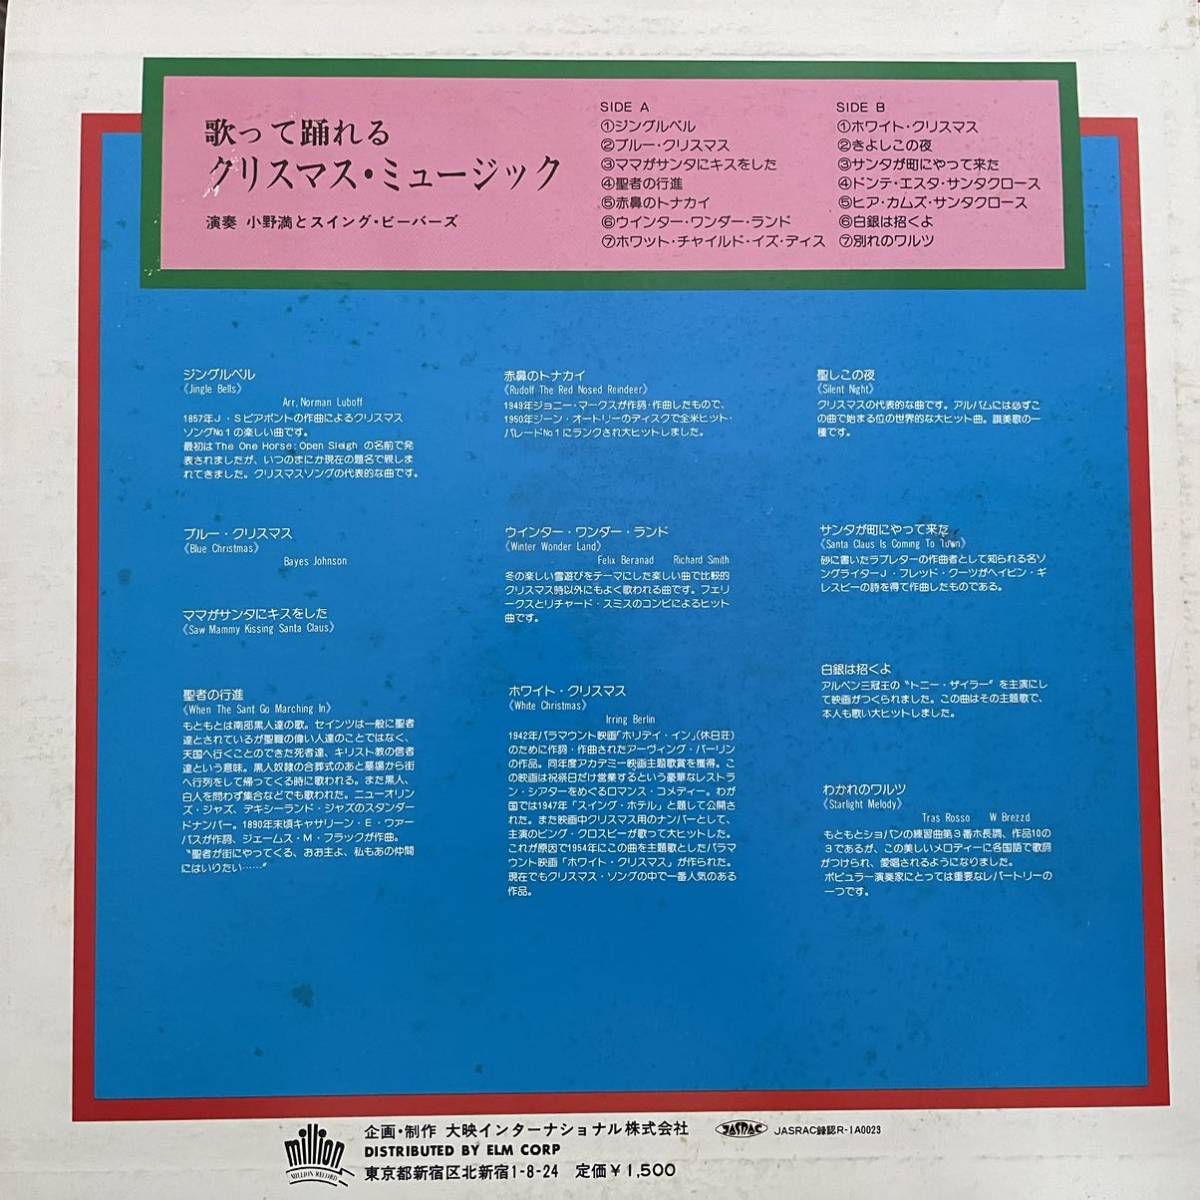 歌って踊れる
クリスマス・ミュージック
演奏 小野満とスイング・ビーバーズ
SIDE A
①ジングルベル
②ブルー・クリスマス
③ママがサンタにキスをした
④聖者の行進
⑤赤鼻のトナカイ
⑥ウインター・ワンダー・ランド
⑦ホワット・チャイルド・イズ・ディス
SIDE B
①ホワイト・クリスマス
②きよしこの夜
③サンタが町にやって来た
④ドンテ・エスタ・サンタクロース
⑤ヒア・カムズ・サンタクロース
⑥白銀は招くよ
⑦別れのワルツ
ジングルベル
《Jingle Bells》
Arr. Norman Luboff
1857年J・Sピアポントの作曲によるクリスマス
ソングNo1の楽しい曲です。
最初はThe One Horse: Open Sleigh の名前で発
表されましたが、いつのまにか現在の題名で親しま
れてきました。クリスマスソングの代表的な曲です。
ブルー・クリスマス
《Blue Christmas》
Bayes Johnson
ママがサンタにキスをした
《Saw Mammy Kissing Santa Claus》
聖者の行進
《When The Sant Go Marching In》
もともとは南部黒人達の歌。セインツは一般に聖者
達とされているが聖職の偉い人達のことではなく、
天国へ行くことのできた死者達、キリスト教の信者
達という意味。黒人奴隷の合葬式のあと墓場から街
へ行列をして帰ってくる時に歌われる。また黒人、
白人を問わず集合などでも歌われた。ニューオリン
ズ・ジャズ、デキシーランド・ジャズのスタンダー
ドナンバー。1890年末頃キャサリーン・E・ウァー
バスが作詞、ジェームス・M・ブラックが作曲。
"聖者が街にやってくる、おお主よ、私もあの仲間
にはいりたい……"
赤鼻のトナカイ
《Rudolf The Red Nosed Reindeer》
1949年ジョニー・マークスが作詞・作曲したもので、
1950年ジーン・オートリーのディスクで全米ヒット・
パレードNo1にランクされ大ヒットしました。
ウインター・ワンダー・ランド
《Winter Wonder Land》
Felix Beranad Richard Smith
冬の楽しい雪遊びをテーマにした楽しい曲で比較的
クリスマス時以外にもよく歌われる曲です。フェリ
ークスとリチャード・スミスのコンビによるヒット
曲です。
ホワイト・クリスマス
《White Christmas》
Irring Berlin
1942年パラマウント映画「ホリデイ・イン」(休日荘)
のために作詞・作曲されたアーヴィング・バーリン
の作品。同年度アカデミー映画主題歌賞を獲得。こ
の映画は祝祭日だけ営業するという豪華なレストラ
ン・シアターをめぐるロマンス・コメディー。わが
国では1947年「スイング・ホテル」と題して公開さ
れた。また映画中クリスマス用のナンバーとして、
主演のビング・クロスビーが歌って大ヒットした。
これが原因で1954年にこの曲を主題歌としたパラマ
ウント映画「ホワイト・クリスマス」が作られた。
現在でもクリスマス・ソングの中で一番人気のある
作品。
聖しこの夜
《Silent Night》
クリスマスの代表的な曲です。アルバムには必ずこ
の曲で始まる位の世界的な大ヒット曲。讃美歌の一
種です。
サンタが町にやって来た
《Santa Claus Is Coming To Town》
砂に書いたラブレターの作曲者として知られる名ソ
ングライターJ・フレッド・クーツがヘイビン・ギ
レスピーの詩を得て作曲したものである。
白銀は招くよ
アルペン三冠王の"トニー・ザイラー"を主演にし
て映画がつくられました。この曲はその主題歌で、
本人も歌い大ヒットしました。
わかれのワルツ
《Starlight Melody》
Tras Rosso W Brezzd
もともとショパンの練習曲第3番ホ長調、作品10の
3であるが、この美しいメロディーに各国語で歌詞
がつけられ、愛唱されるようになりました。
ポピュラー演奏家にとっては重要なレパートリーの
一つです。
million
MILLION RECORD
企画・制作 大映インターナショナル株式会社
DISTRIBUTED BY ELM CORP
東京都新宿区北新宿1-8-24 定価￥1,500
JASRAC
JASRAC録認R-1A0023